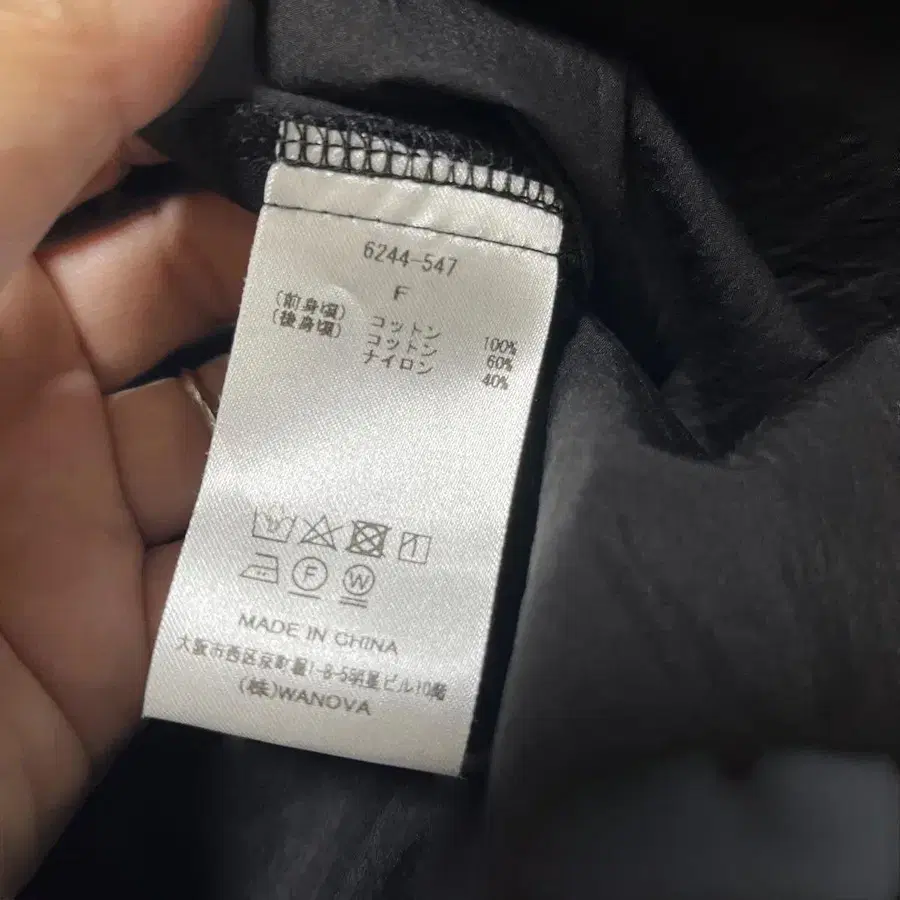 6244-547
F
(前身頃) コットン 100%
(後身頃) コットン 60%
ナイロン 40%
F W
MADE IN CHINA
大阪市西区京町堀1-8-5明星ビル10階
(株)WANOVA